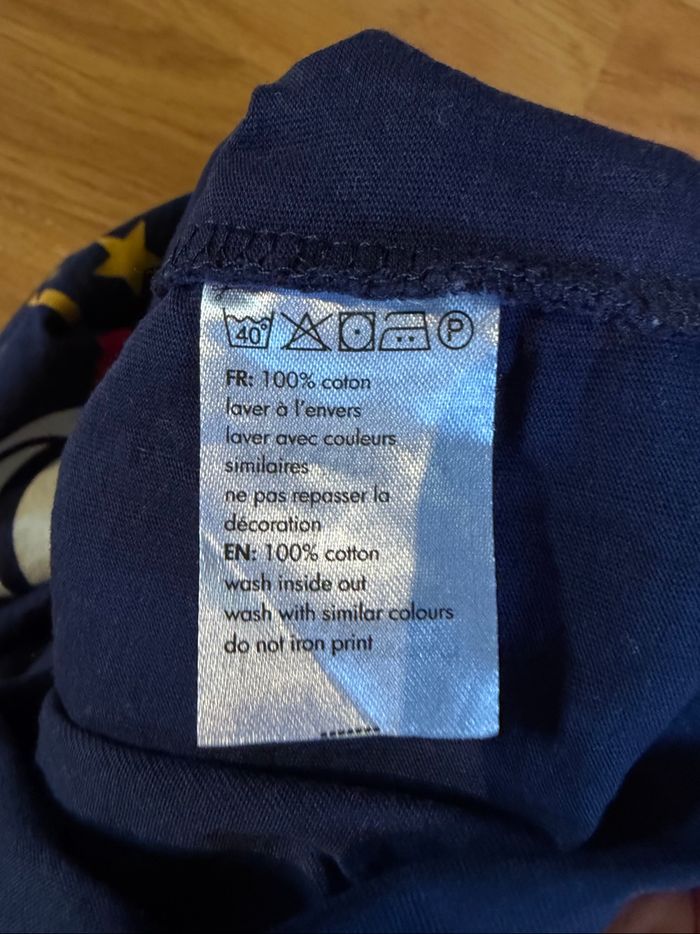 40°
P
FR: 100% coton
laver à l'envers
laver avec couleurs
similaires
ne pas repasser la
décoration
EN: 100% cotton
wash inside out
wash with similar colours
do not iron print